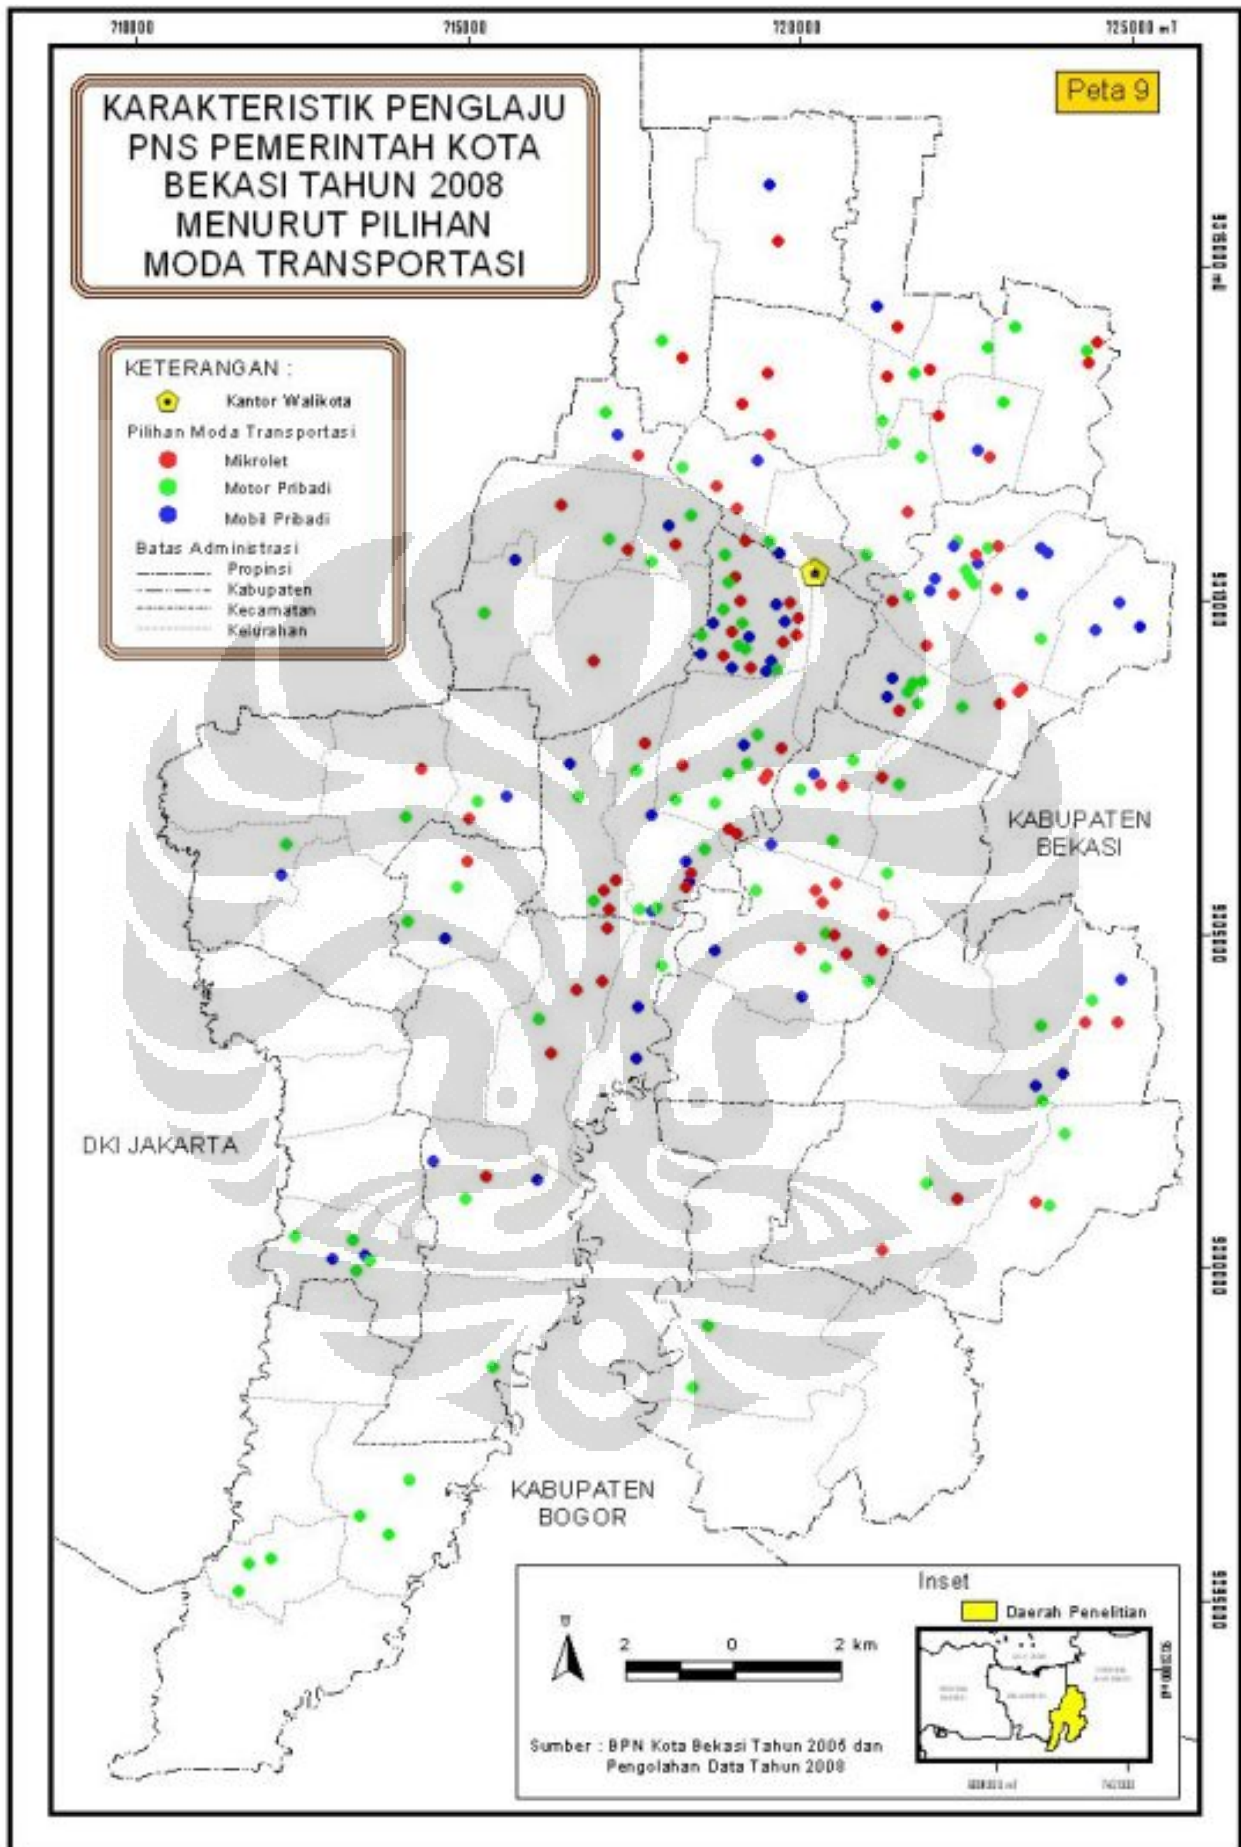 710000
715000
720000
725000 mT
KARAKTERISTIK PENGLAJU
PNS PEMERINTAH KOTA
BEKASI TAHUN 2008
MENURUT PILIHAN
MODA TRANSPORTASI
Peta 9
KETERANGAN :
Kantor Walikota
Pilihan Moda Transportasi
Mikrolet
Motor Pribadi
Mobil Pribadi
Batas Administrasi
Propinsi
Kabupaten
Kecamatan
Kelurahan
KABUPATEN
BEKASI
DKI JAKARTA
KABUPATEN
BOGOR
Inset
Daerah Penelitian
2 0 2 km
Sumber : BPN Kota Bekasi Tahun 2006 dan
Pengolahan Data Tahun 2008